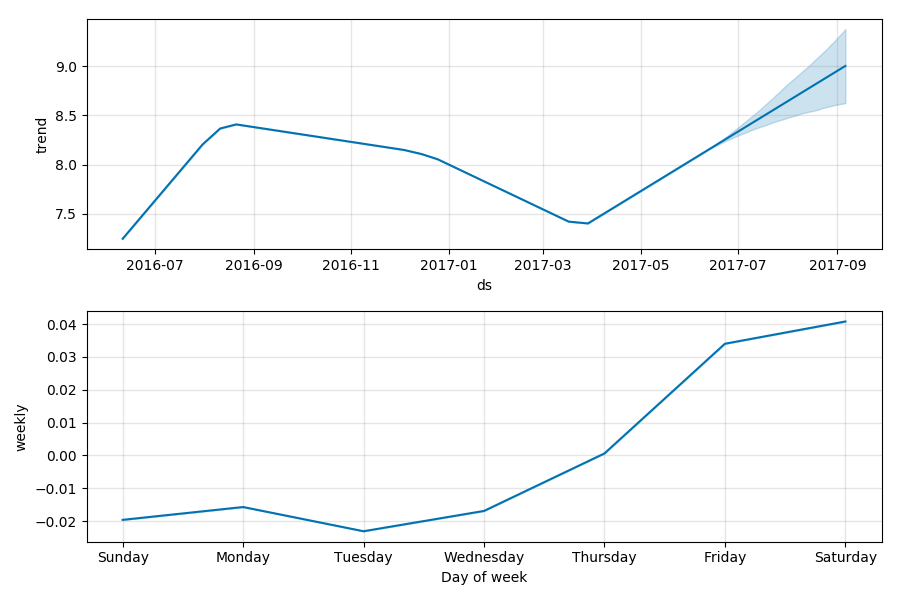 9.0
8.5
8.0
7.5
trend
2016-07 2016-09 2016-11 2017-01 2017-03 2017-05 2017-07 2017-09
ds
0.04
0.03
0.02
0.01
0.00
−0.01
−0.02
weekly
Sunday Monday Tuesday Wednesday Thursday Friday Saturday
Day of week